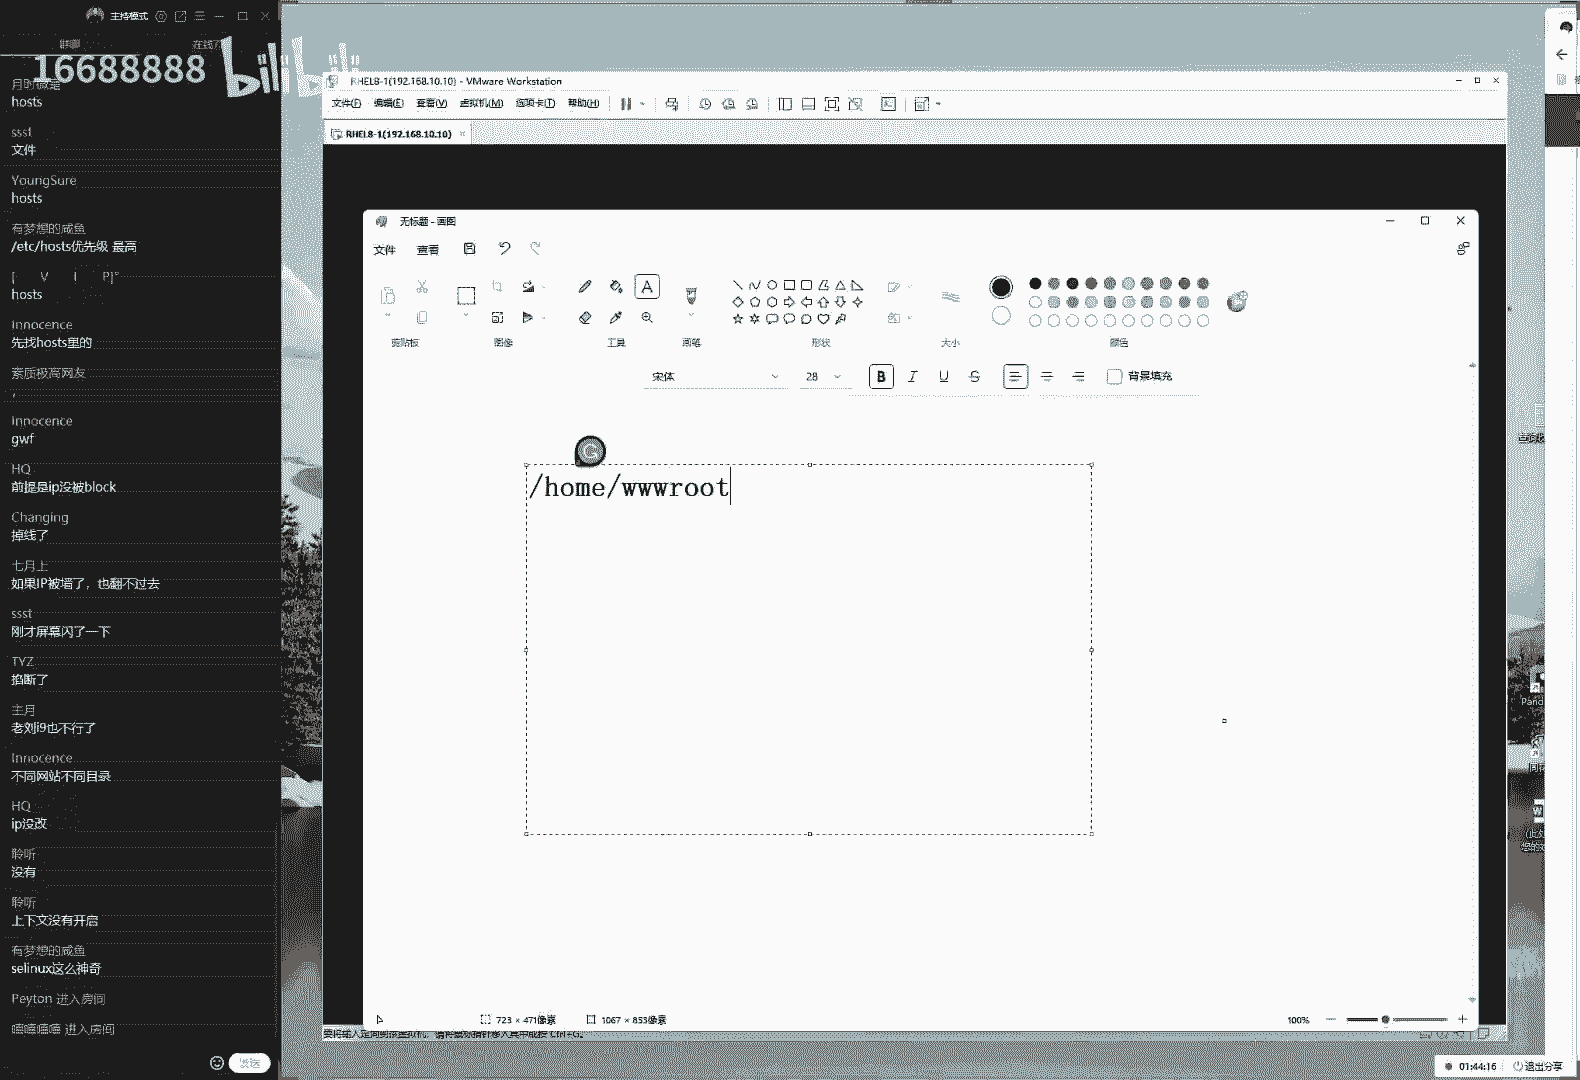 主持模式
16688888
bilibili
hosts
ssst
文件
YoungSure
hosts
有梦想的咸鱼
/etc/hosts优先级 最高
hosts
Innocence
先找hosts里的
素质极高网友
,
Innocence
gwf
HQ
前提是ip没被block
Changing
掉线了
七月上
如果IP被墙了，也翻不过去
ssst
刚才屏幕闪了一下
TYZ
掐断了
主月
老刘i9也不行了
Innocence
不同网站不同目录
HQ
ip没改
聆听
没有
聆听
上下文没有开启
有梦想的咸鱼
selinux这么神奇
Peyton 进入房间
嘻嘻嘻嘻 进入房间
发送
RHEL8-1(192.168.10.10) - VMware Workstation
文件(F) 编辑(E) 查看(V) 虚拟机(M) 选项卡(T) 帮助(H)
RHEL8-1(192.168.10.10)
无标题 - 画图
文件 查看
剪贴板 图像 工具 画笔 形状 大小 颜色
宋体 28 B I U S 背景填充
G
/home/wwwroot
723 × 471像素 1067 × 853像素 100%
要将输入定向到该虚拟机，请将鼠标指针移入其中或按 Ctrl+G。
01:44:16 退出分享